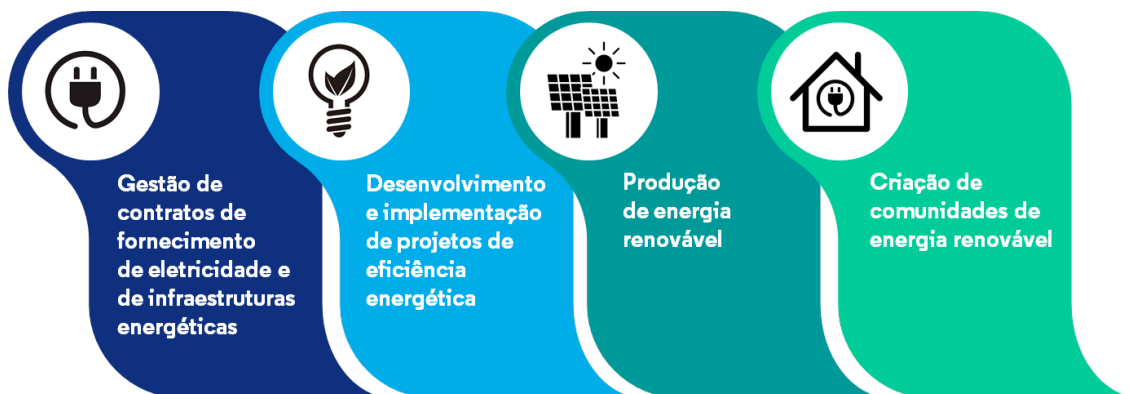 Gestão de
contratos de
fornecimento
de eletricidade e
de infraestruturas
energéticas
Desenvolvimento
e implementação
de projetos de
eficiência
energética
Produção
de energia
renovável
Criação de
comunidades de
energia renovável